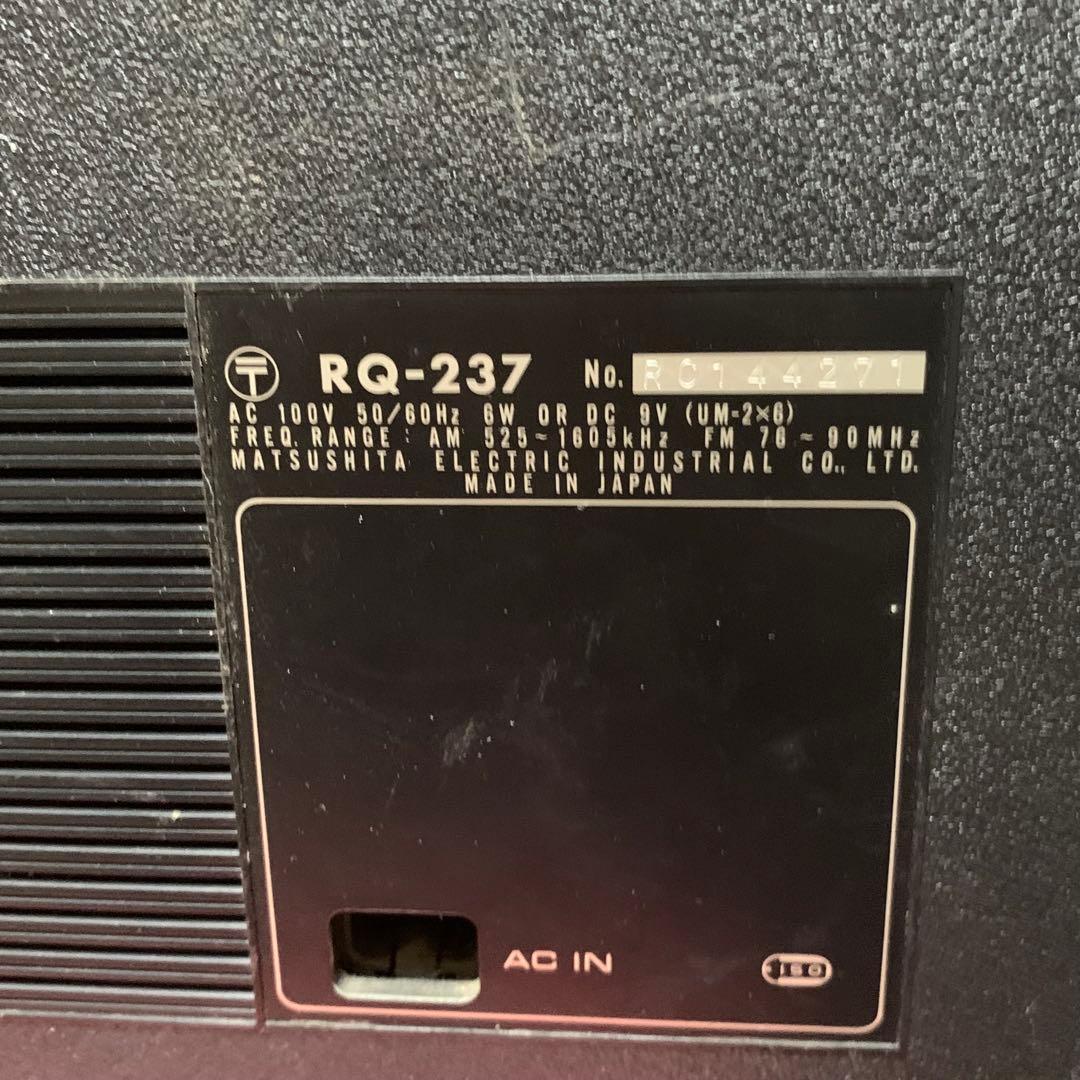 〒 RQ-237 No. RC144271
AC 100V 50/60Hz 6W OR DC 9V (UM-2×6)
FREQ. RANGE : AM 525~1605kHz FM 76~90MHz
MATSUSHITA ELECTRIC INDUSTRIAL CO., LTD.
MADE IN JAPAN
AC IN